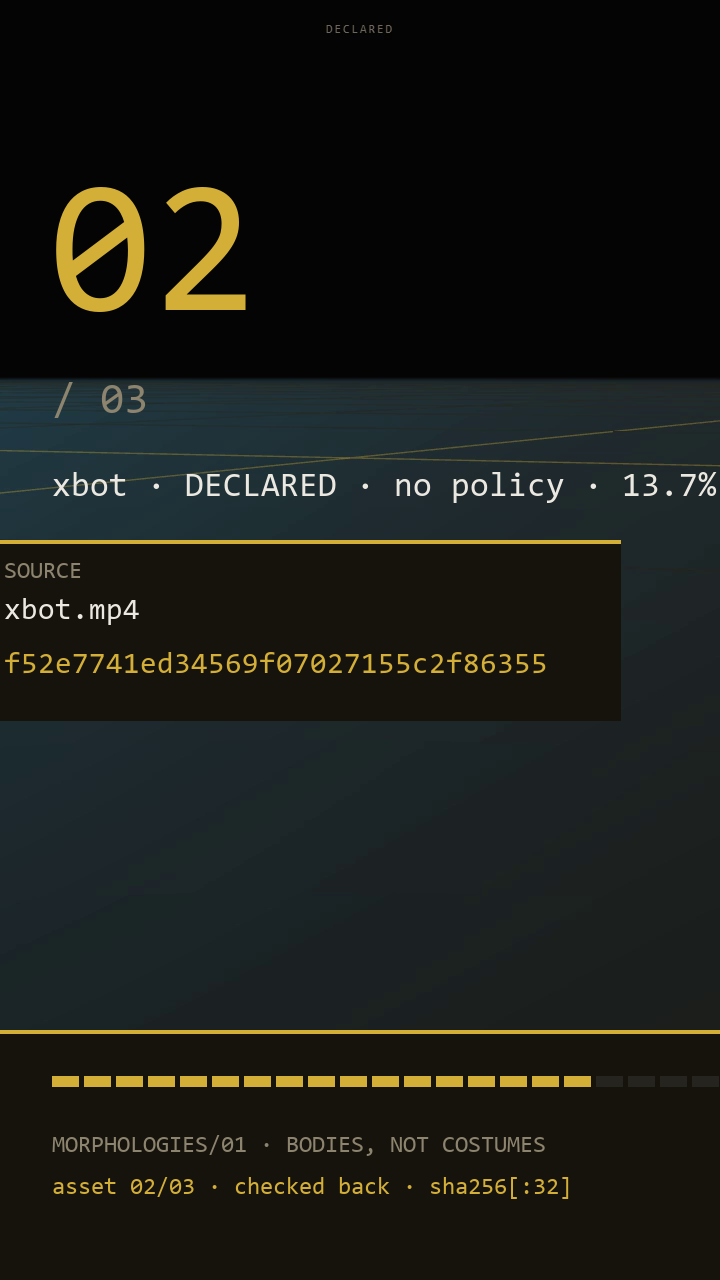 DECLARED
02
/ 03
xbot · DECLARED · no policy · 13.7%
SOURCE
xbot.mp4
f52e7741ed34569f07027155c2f86355
MORPHOLOGIES/01 · BODIES, NOT COSTUMES
asset 02/03 · checked back · sha256[:32]